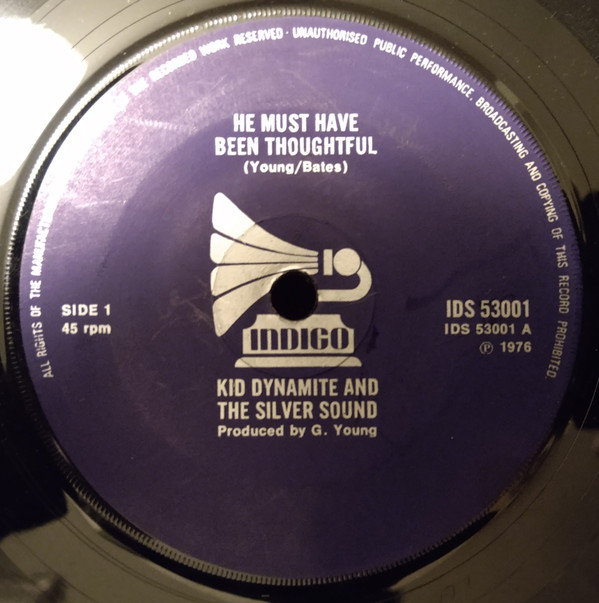 ALL RIGHTS OF THE
RECORDED WORK RESERVED · UNAUTHORISED PUBLIC PERFORMANCE, BROADCASTING AND COPYING OF THIS RECORD PROHIBITED.
HE MUST HAVE
BEEN THOUGHTFUL
(Young/Bates)
SIDE 1
45 rpm
INDIGO
IDS 53001
IDS 53001 A
℗ 1976
KID DYNAMITE AND
THE SILVER SOUND
Produced by G. Young